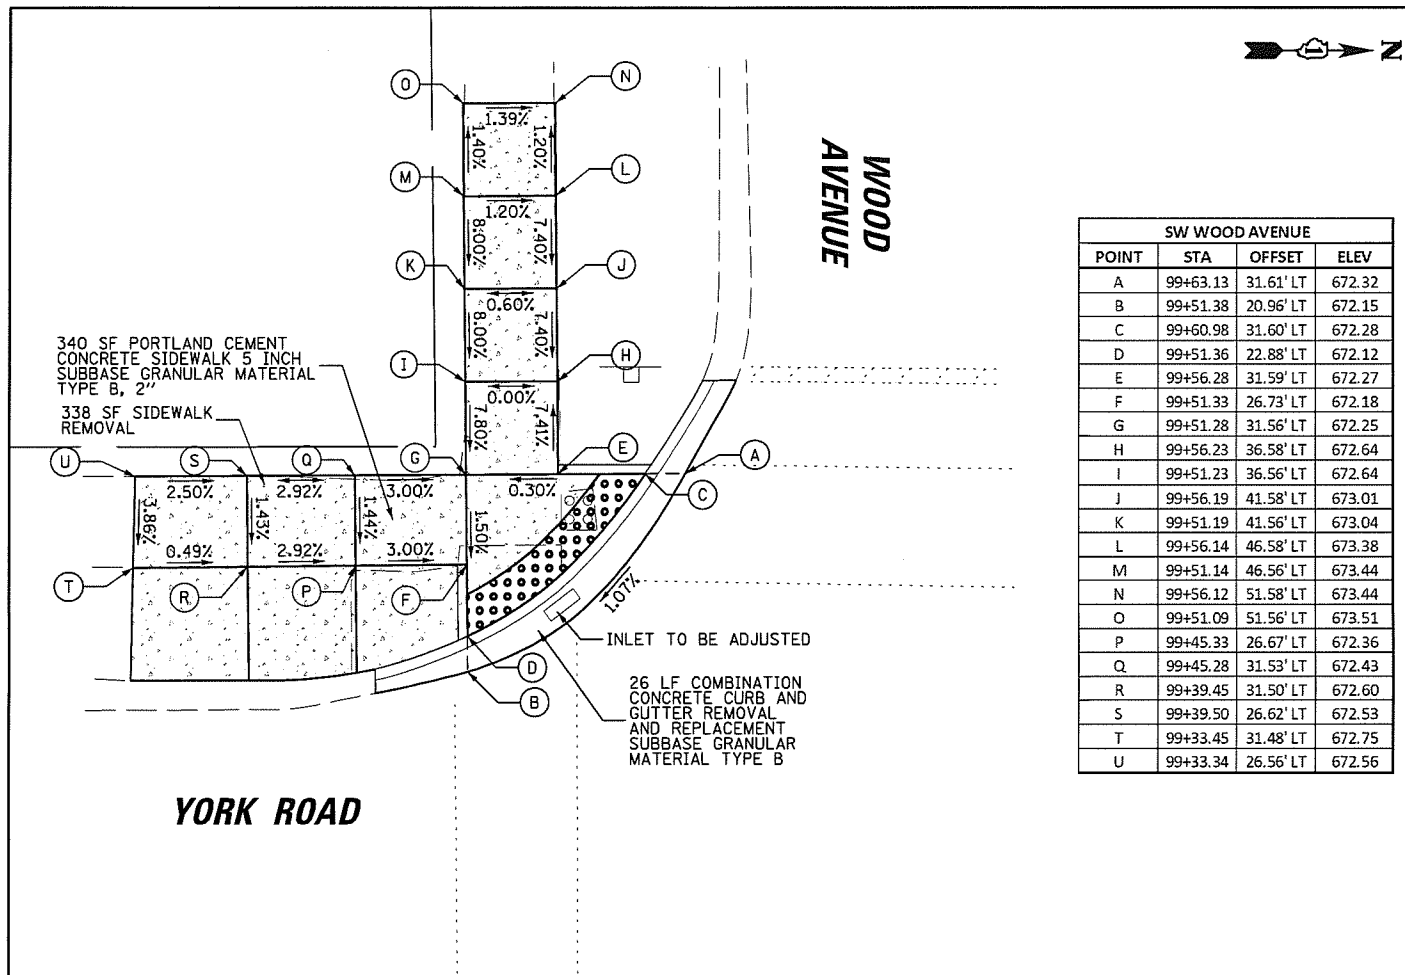 N
O
N
1.39%
1.40%
1.20%
M
L
1.20%
8.00%
7.40%
K
J
0.60%
8.00%
7.40%
I
H
0.00%
7.80%
7.41%
WOOD
AVENUE
340 SF PORTLAND CEMENT
CONCRETE SIDEWALK 5 INCH
SUBBASE GRANULAR MATERIAL
TYPE B, 2"
338 SF SIDEWALK
REMOVAL
U
S
Q
G
E
A
C
2.50%
2.92%
3.00%
0.30%
3.86%
1.43%
1.44%
1.50%
0.49%
2.92%
3.00%
T
R
P
F
1.07%
INLET TO BE ADJUSTED
D
B
26 LF COMBINATION
CONCRETE CURB AND
GUTTER REMOVAL
AND REPLACEMENT
SUBBASE GRANULAR
MATERIAL TYPE B
YORK ROAD
SW WOOD AVENUE
POINT STA OFFSET ELEV
A 99+63.13 31.61' LT 672.32
B 99+51.38 20.96' LT 672.15
C 99+60.98 31.60' LT 672.28
D 99+51.36 22.88' LT 672.12
E 99+56.28 31.59' LT 672.27
F 99+51.33 26.73' LT 672.18
G 99+51.28 31.56' LT 672.25
H 99+56.23 36.58' LT 672.64
I 99+51.23 36.56' LT 672.64
J 99+56.19 41.58' LT 673.01
K 99+51.19 41.56' LT 673.04
L 99+56.14 46.58' LT 673.38
M 99+51.14 46.56' LT 673.44
N 99+56.12 51.58' LT 673.44
O 99+51.09 51.56' LT 673.51
P 99+45.33 26.67' LT 672.36
Q 99+45.28 31.53' LT 672.43
R 99+39.45 31.50' LT 672.60
S 99+39.50 26.62' LT 672.53
T 99+33.45 31.48' LT 672.75
U 99+33.34 26.56' LT 672.56